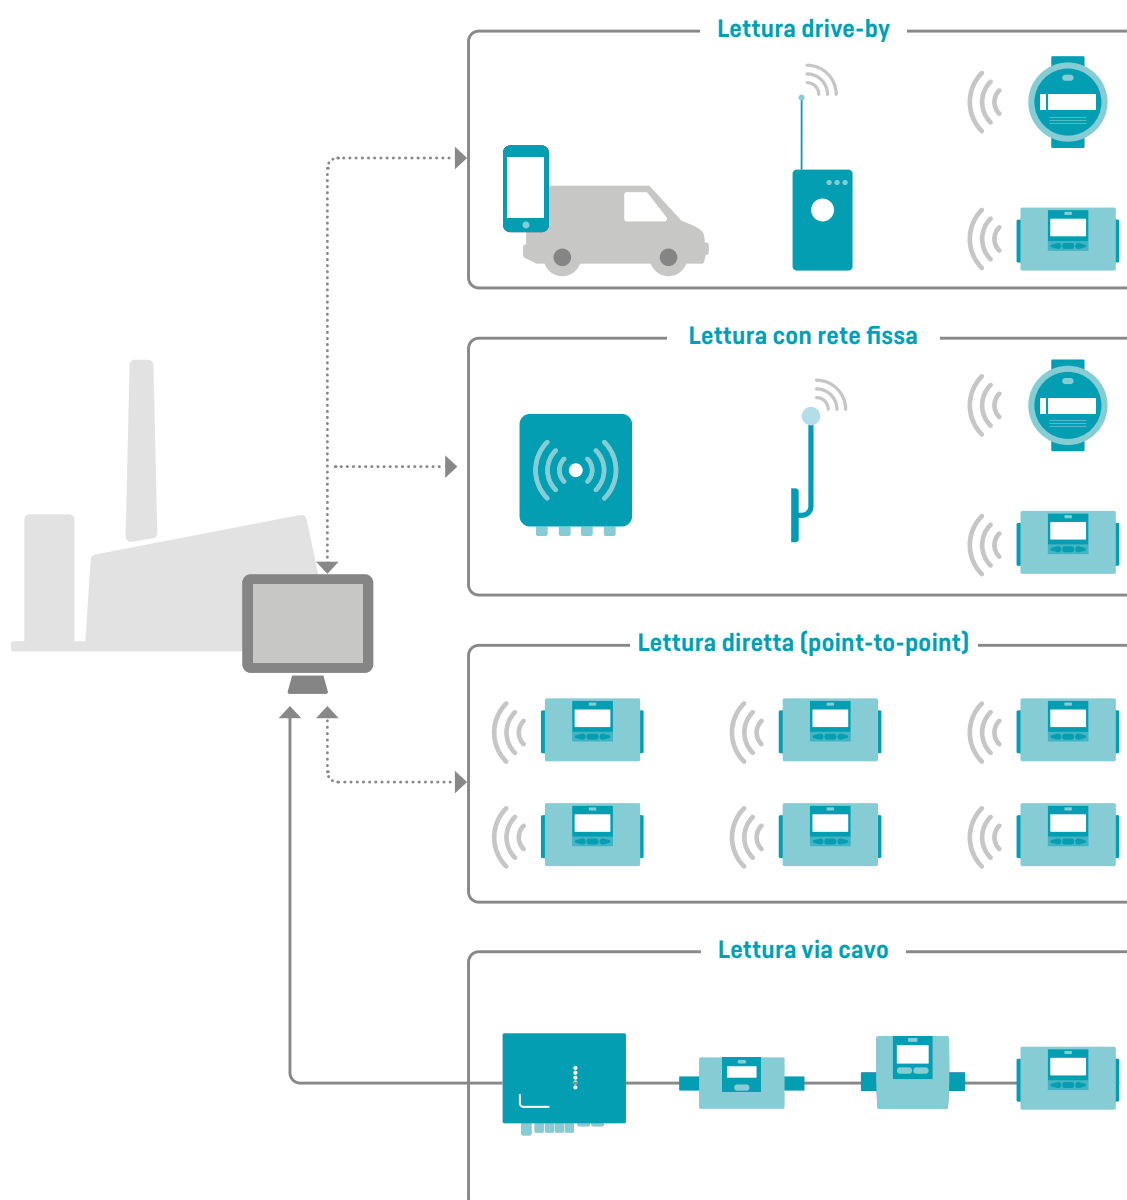 Lettura drive-by
Lettura con rete fissa
Lettura diretta (point-to-point)
Lettura via cavo